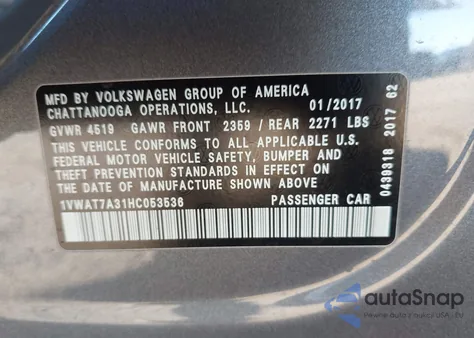 MFD BY VOLKSWAGEN GROUP OF AMERICA
CHATTANOOGA OPERATIONS, LLC. 01/2017
GVWR 4519 GAWR FRONT 2359 / REAR 2271 LBS
THIS VEHICLE CONFORMS TO ALL APPLICABLE U.S.
FEDERAL MOTOR VEHICLE SAFETY, BUMPER AND
THEFT PREVENTION STANDARDS IN EFFECT ON
THE DATE OF MANUFACTURE SHOWN ABOVE
1VWAT7A31HC053536 PASSENGER CAR
0439318 2017 62
autoSnap